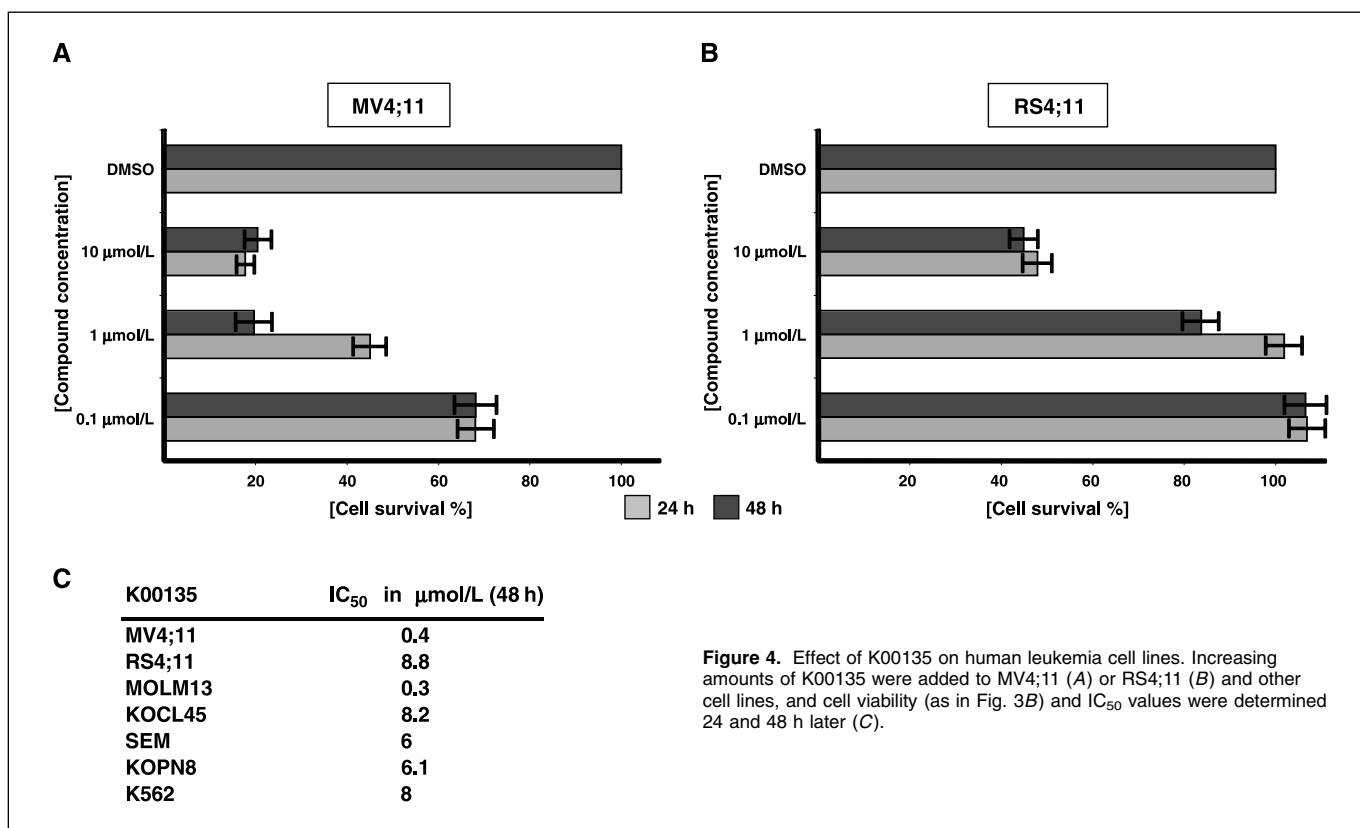 A
MV4;11
[Compound concentration]
DMSO
10 μmol/L
1 μmol/L
0.1 μmol/L
20 40 60 80 100
[Cell survival %]
B
RS4;11
[Compound concentration]
DMSO
10 μmol/L
1 μmol/L
0.1 μmol/L
20 40 60 80 100
[Cell survival %]
24 h 48 h
C
K00135 IC50 in μmol/L (48 h)
MV4;11 0.4
RS4;11 8.8
MOLM13 0.3
KOCL45 8.2
SEM 6
KOPN8 6.1
K562 8
Figure 4. Effect of K00135 on human leukemia cell lines. Increasing
amounts of K00135 were added to MV4;11 (A) or RS4;11 (B) and other
cell lines, and cell viability (as in Fig. 3B) and IC50 values were determined
24 and 48 h later (C).